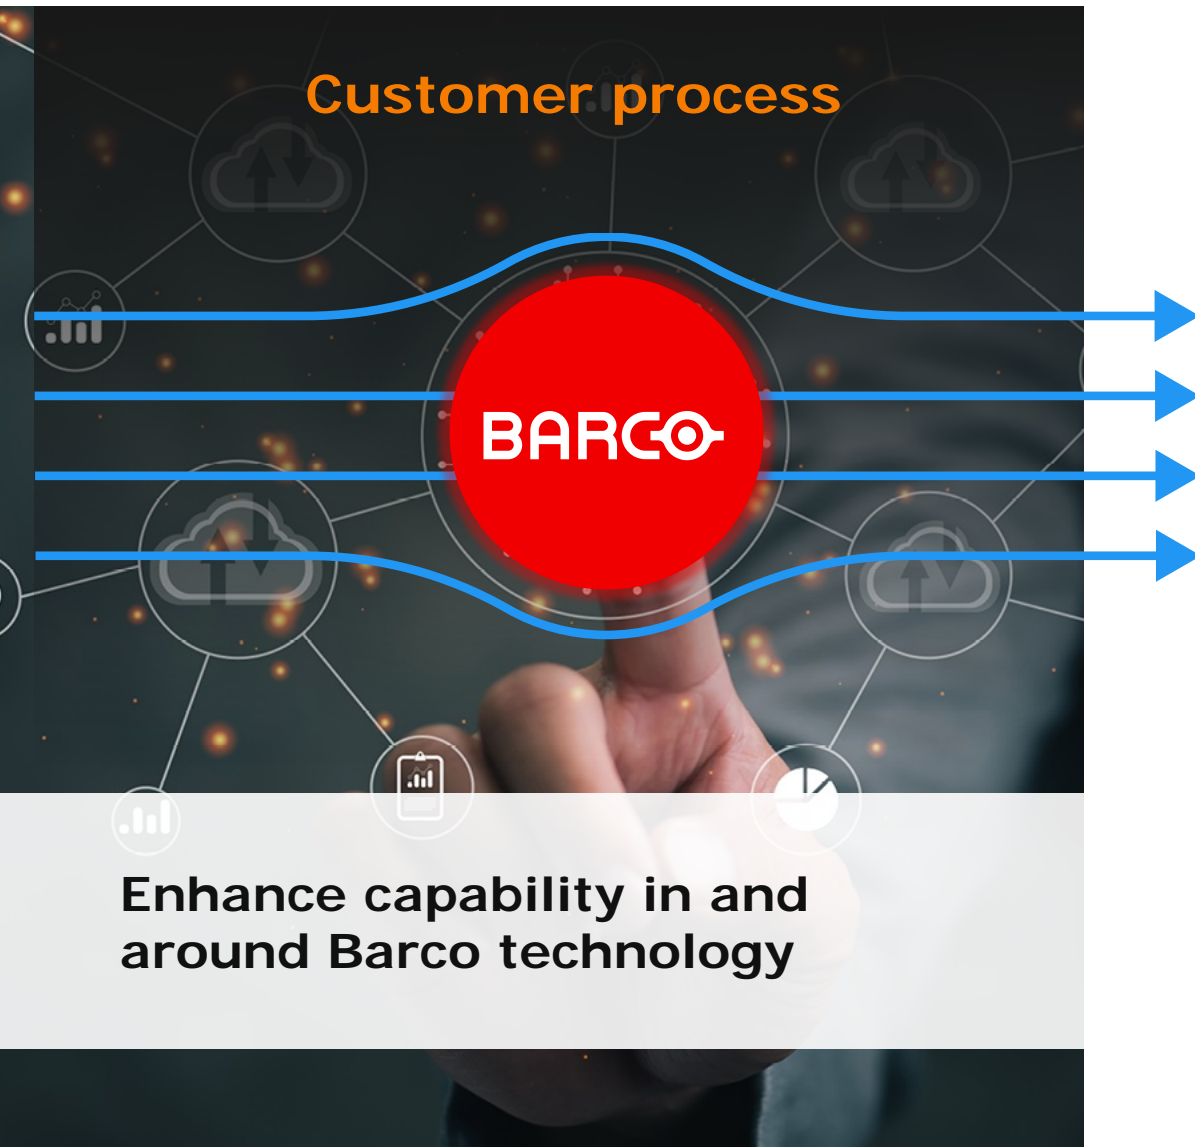 Customer process
BARCO
Enhance capability in and
around Barco technology